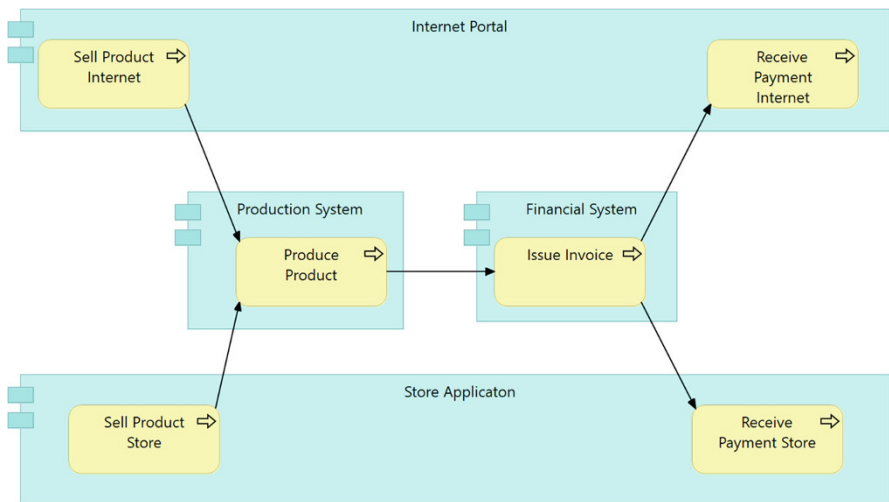 Internet Portal
Sell Product
Internet
Receive
Payment
Internet
Production System
Financial System
Produce
Product
Issue Invoice
Store Applicaton
Sell Product
Store
Receive
Payment Store